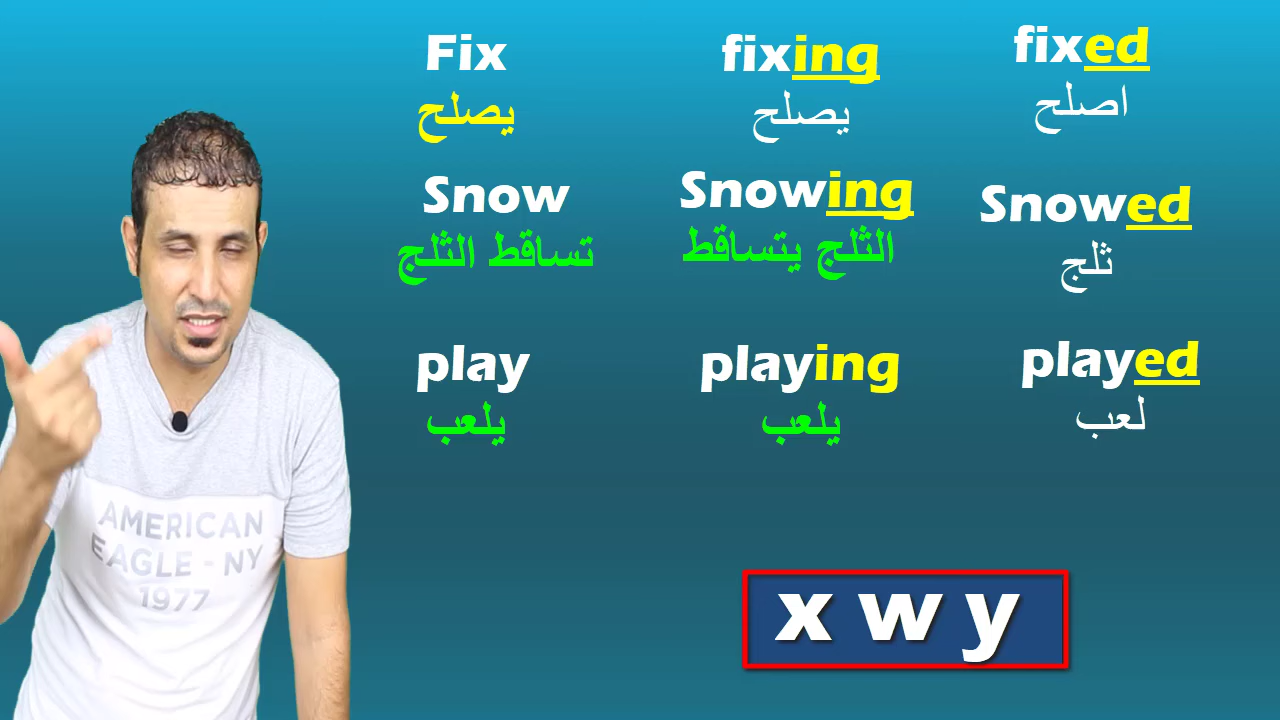 Fix fixing fixed
يصلح يصلح اصلح
Snow Snowing Snowed
تساقط الثلج الثلج يتساقط ثلج
play playing played
يلعب يلعب لعب
AMERICAN
EAGLE - NY
1977
x w y